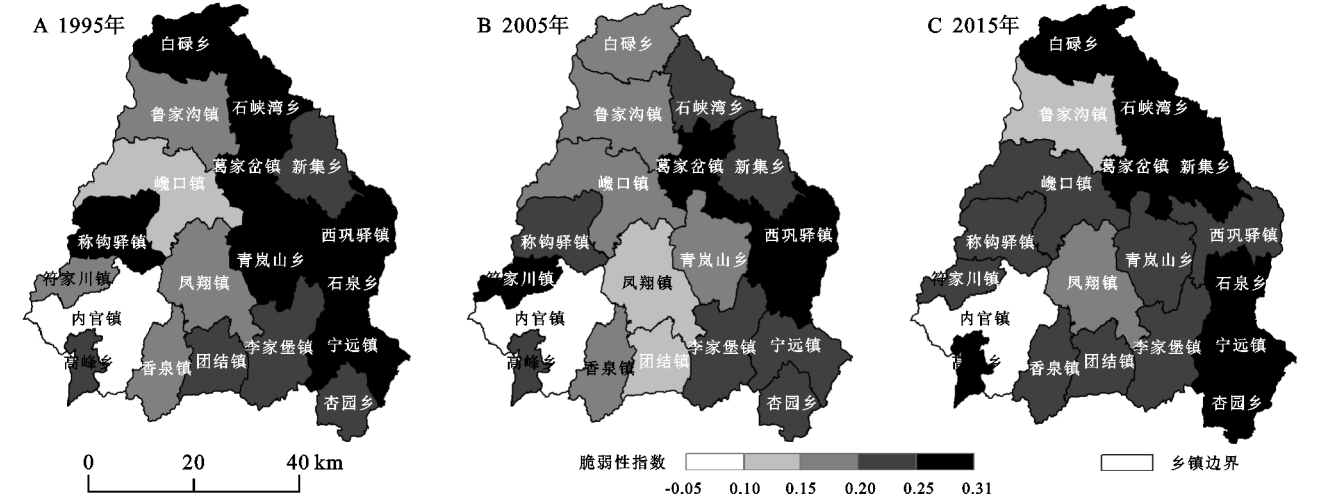 A 1995年
白碌乡
鲁家沟镇
石峡湾乡
葛家岔镇
新集乡
巉口镇
称钩驿镇
西巩驿镇
青岚山乡
符家川镇
凤翔镇
石泉乡
内官镇
李家堡镇
宁远镇
高峰乡
香泉镇
团结镇
杏园乡
B 2005年
白碌乡
石峡湾乡
鲁家沟镇
葛家岔镇
新集乡
巉口镇
称钩驿镇
西巩驿镇
青岚山乡
符家川镇
凤翔镇
内官镇
李家堡镇
宁远镇
高峰乡
香泉镇
团结镇
杏园乡
C 2015年
白碌乡
石峡湾乡
鲁家沟镇
葛家岔镇
新集乡
巉口镇
称钩驿镇
西巩驿镇
青岚山乡
符家川镇
凤翔镇
石泉乡
内官镇
李家堡镇
宁远镇
香泉镇
团结镇
杏园乡
0 20 40 km
脆弱性指数
-0.05 0.10 0.15 0.20 0.25 0.31
乡镇边界